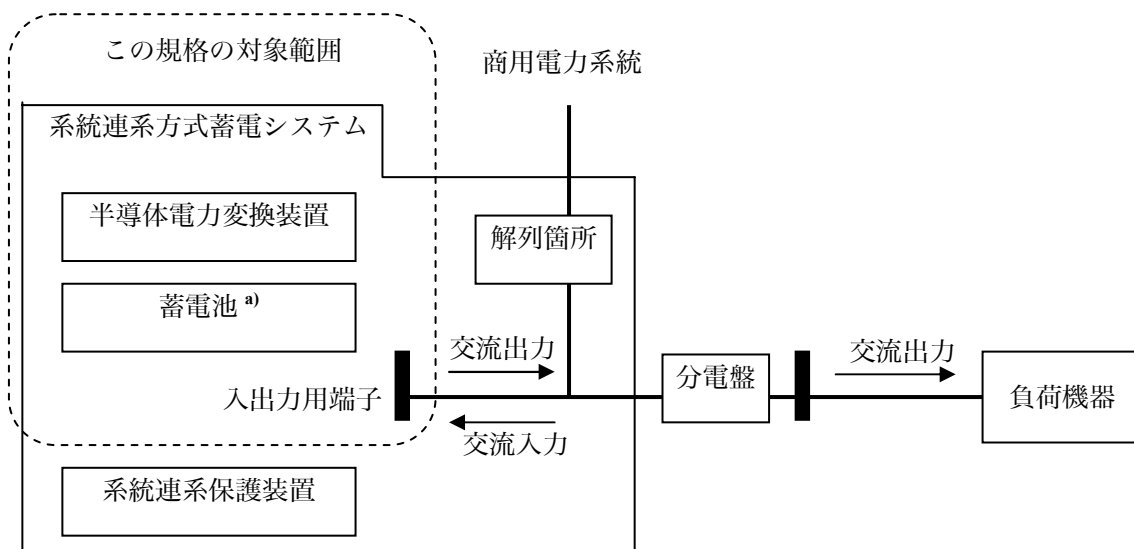 この規格の対象範囲
商用電力系統
系統連系方式蓄電システム
半導体電力変換装置
解列箇所
蓄電池 a)
交流出力
交流出力
分電盤
入出力用端子
負荷機器
交流入力
系統連系保護装置